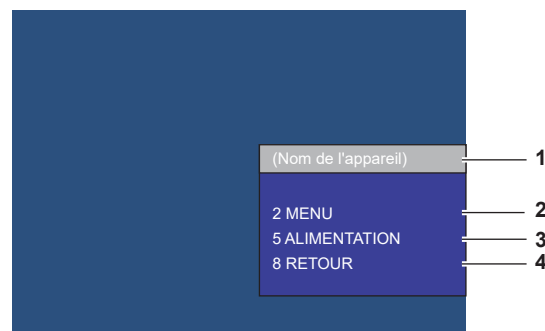 (Nom de l'appareil)
1
2 MENU
2
5 ALIMENTATION
3
8 RETOUR
4